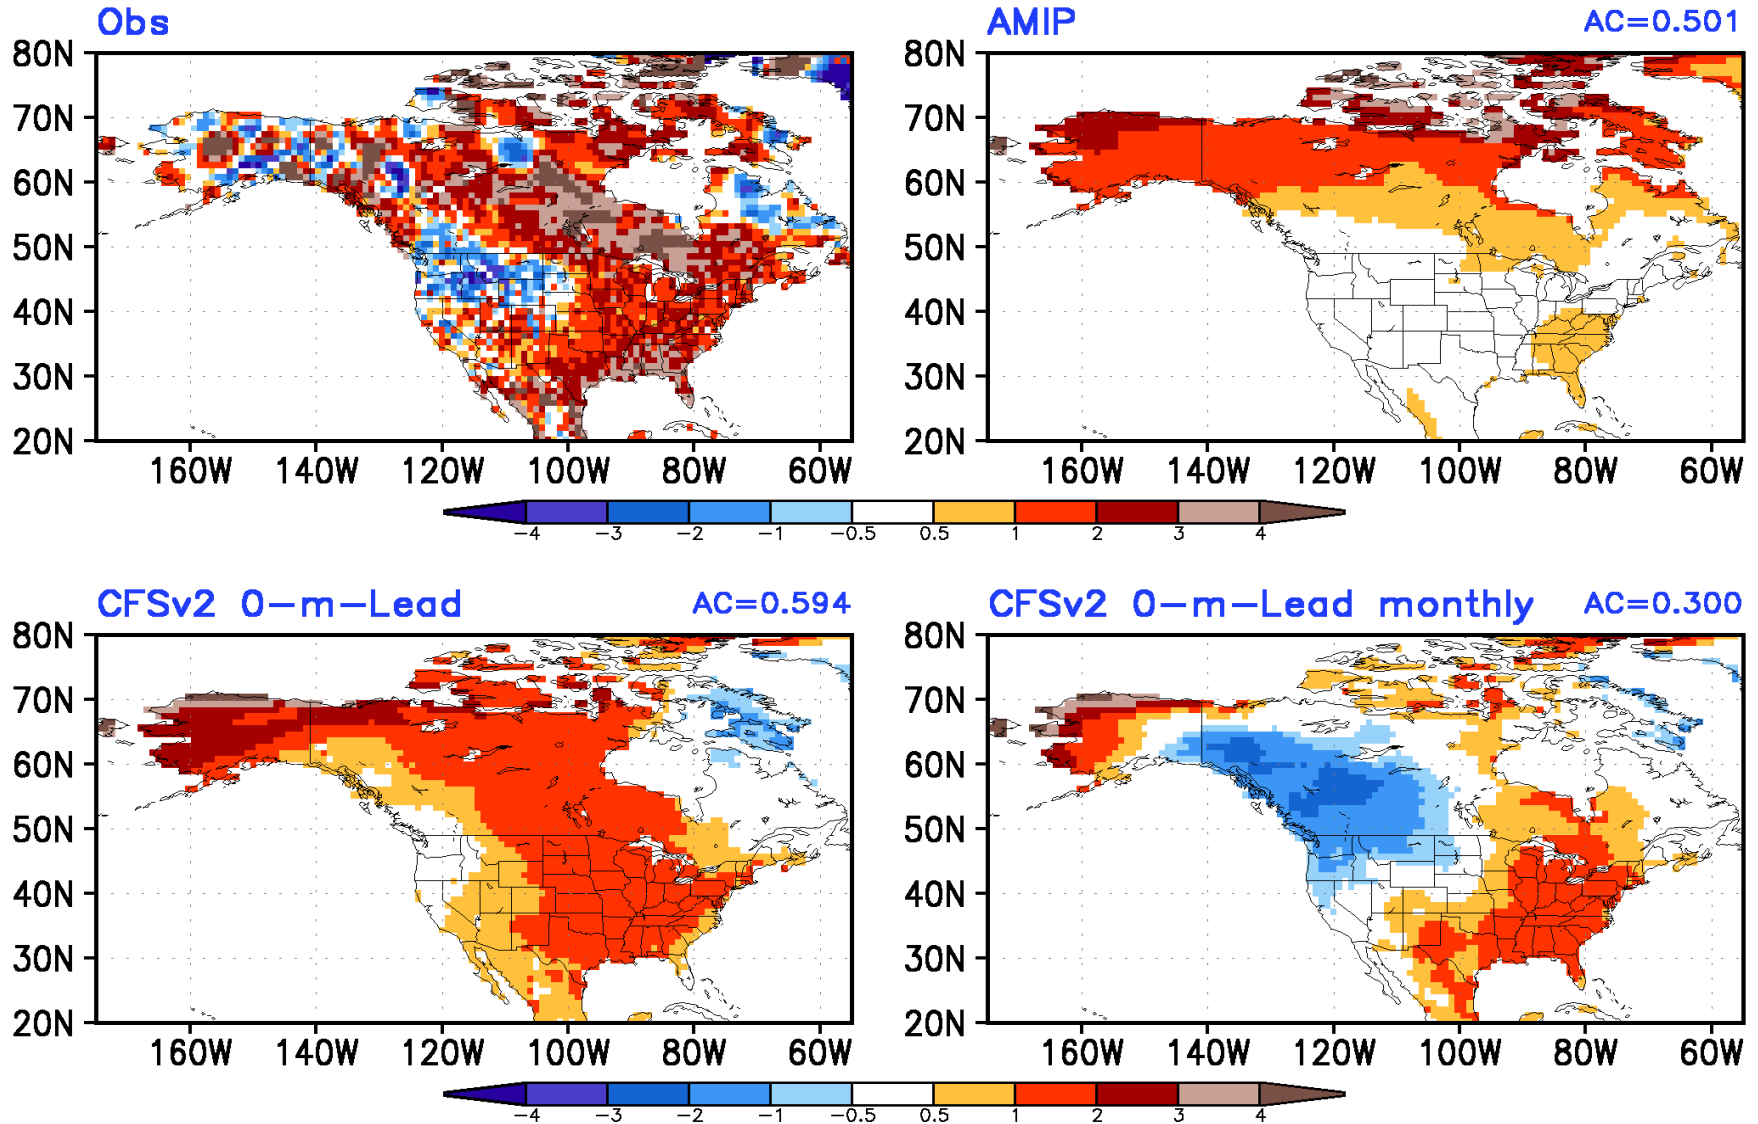 Obs
AMIP AC=0.501
80N 80N
70N 70N
60N 60N
50N 50N
40N 40N
30N 30N
20N 20N
160W 140W 120W 100W 80W 60W 160W 140W 120W 100W 80W 60W
-4 -3 -2 -1 -0.5 0.5 1 2 3 4
CFSv2 0-m-Lead AC=0.594
CFSv2 0-m-Lead monthly AC=0.300
80N 80N
70N 70N
60N 60N
50N 50N
40N 40N
30N 30N
20N 20N
160W 140W 120W 100W 80W 60W 160W 140W 120W 100W 80W 60W
-4 -3 -2 -1 -0.5 0.5 1 2 3 4